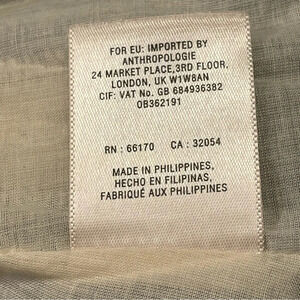 FOR EU: IMPORTED BY
ANTHROPOLOGIE
24 MARKET PLACE,3RD FLOOR,
LONDON, UK W1W8AN
CIF: VAT No. GB 684936382
OB362191
RN : 66170 CA : 32054
MADE IN PHILIPPINES,
HECHO EN FILIPINAS,
FABRIQUÉ AUX PHILIPPINES